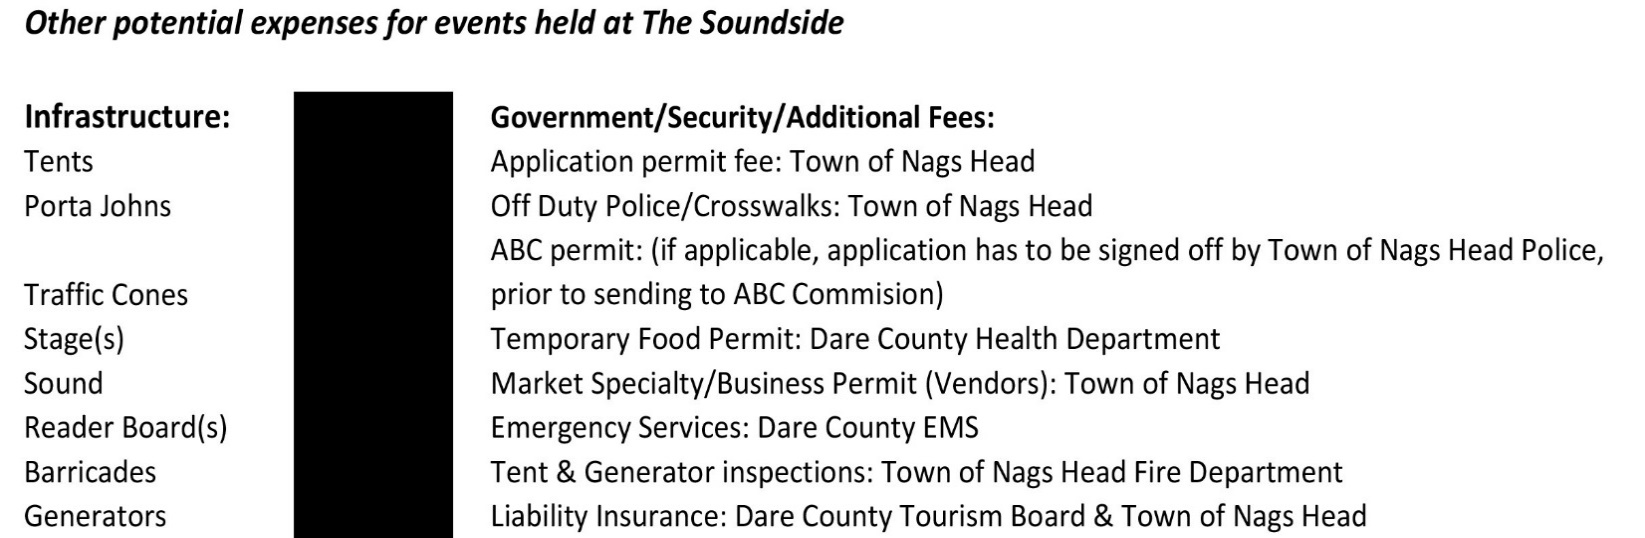 Other potential expenses for events held at The Soundside
Infrastructure:
Tents
Porta Johns
Traffic Cones
Stage(s)
Sound
Reader Board(s)
Barricades
Generators
Government/Security/Additional Fees:
Application permit fee: Town of Nags Head
Off Duty Police/Crosswalks: Town of Nags Head
ABC permit: (if applicable, application has to be signed off by Town of Nags Head Police,
prior to sending to ABC Commision)
Temporary Food Permit: Dare County Health Department
Market Specialty/Business Permit (Vendors): Town of Nags Head
Emergency Services: Dare County EMS
Tent & Generator inspections: Town of Nags Head Fire Department
Liability Insurance: Dare County Tourism Board & Town of Nags Head